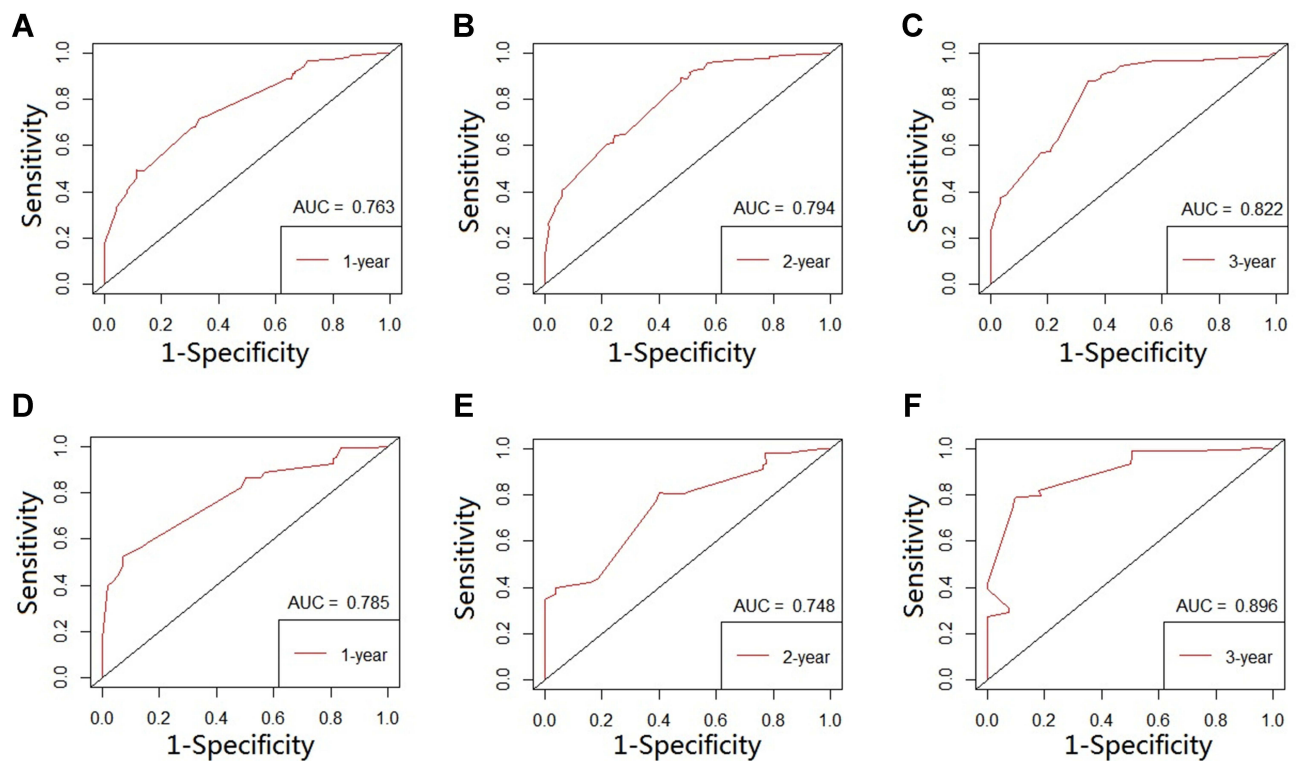 A
Sensitivity
0.0 0.2 0.4 0.6 0.8 1.0
AUC = 0.763
1-year
0.0 0.2 0.4 0.6 0.8 1.0
1-Specificity
B
Sensitivity
0.0 0.2 0.4 0.6 0.8 1.0
AUC = 0.794
2-year
0.0 0.2 0.4 0.6 0.8 1.0
1-Specificity
C
Sensitivity
0.0 0.2 0.4 0.6 0.8 1.0
AUC = 0.822
3-year
0.0 0.2 0.4 0.6 0.8 1.0
1-Specificity
D
Sensitivity
0.0 0.2 0.4 0.6 0.8 1.0
AUC = 0.785
1-year
0.0 0.2 0.4 0.6 0.8 1.0
1-Specificity
E
Sensitivity
0.0 0.2 0.4 0.6 0.8 1.0
AUC = 0.748
2-year
0.0 0.2 0.4 0.6 0.8 1.0
1-Specificity
F
Sensitivity
0.0 0.2 0.4 0.6 0.8 1.0
AUC = 0.896
3-year
0.0 0.2 0.4 0.6 0.8 1.0
1-Specificity